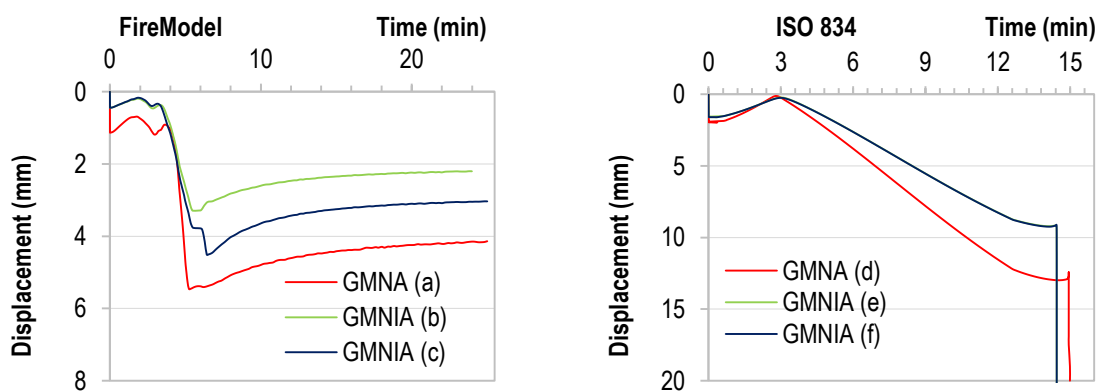 FireModel Time (min)
0 10 20
0
2
4
6
8
Displacement (mm)
GMNA (a)
GMNIA (b)
GMNIA (c)
ISO 834 Time (min)
0 3 6 9 12 15
0
5
10
15
20
Displacement (mm)
GMNA (d)
GMNIA (e)
GMNIA (f)